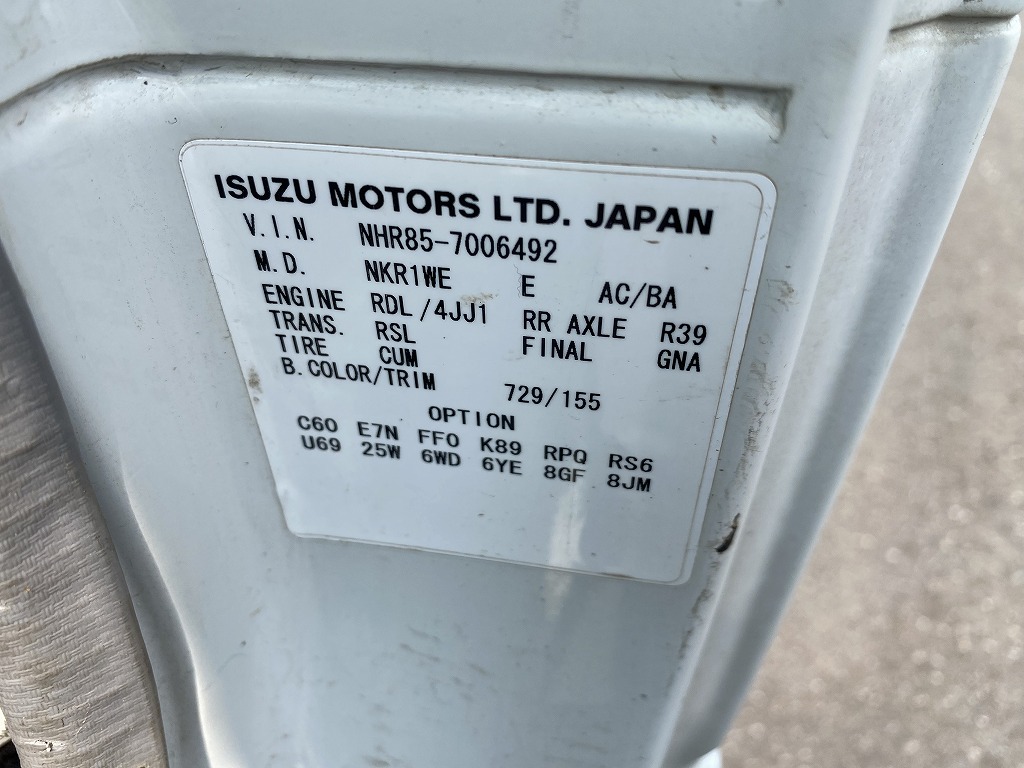 ISUZU MOTORS LTD. JAPAN
V.I.N. NHR85-7006492
M.D. NKR1WE E AC/BA
ENGINE RDL/4JJ1 RR AXLE R39
TRANS. RSL FINAL GNA
TIRE CUM
B.COLOR/TRIM 729/155
OPTION
C60 E7N FF0 K89 RPQ RS6
U69 25W 6WD 6YE 8GF 8JM